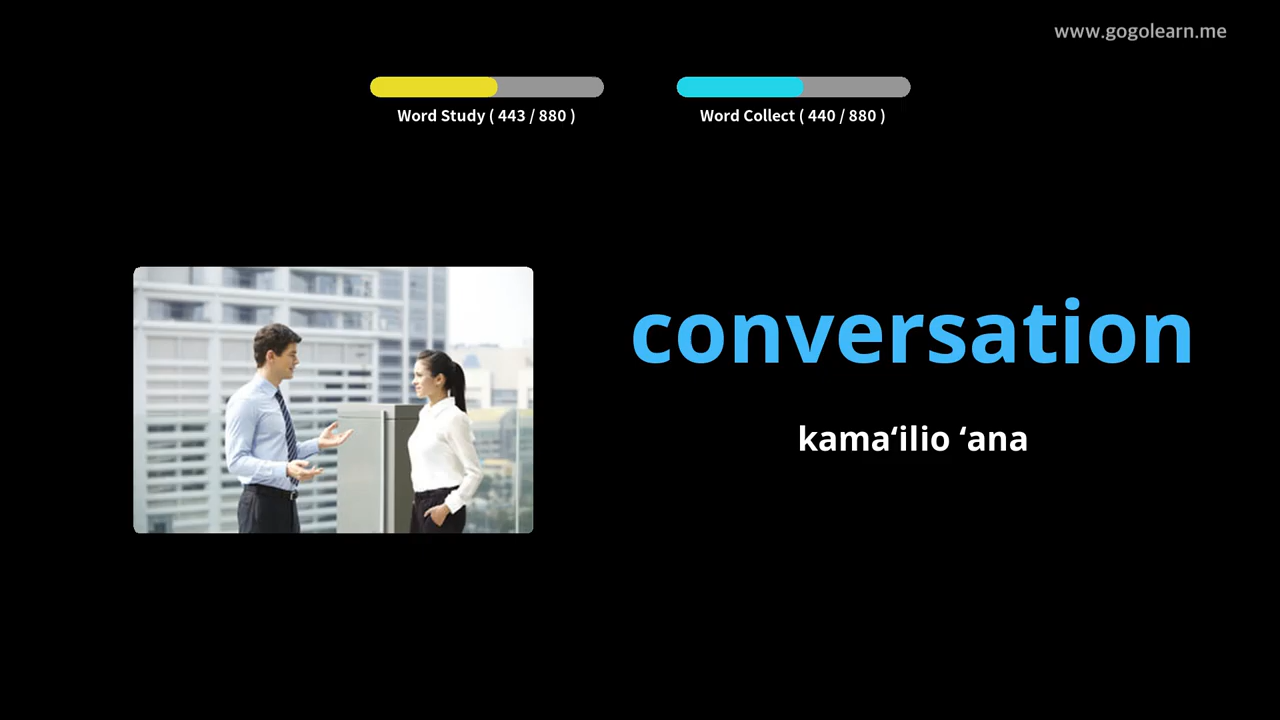 www.gogolearn.me
Word Study ( 443 / 880 )
Word Collect ( 440 / 880 )
conversation
kamaʻilio ʻana